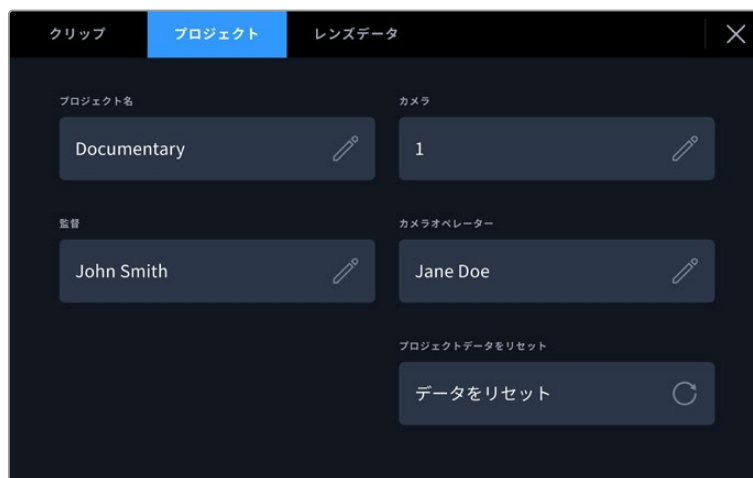 クリップ プロジェクト レンズデータ
プロジェクト名 カメラ
Documentary 1
監督 カメラオペレーター
John Smith Jane Doe
プロジェクトデータをリセット
データをリセット